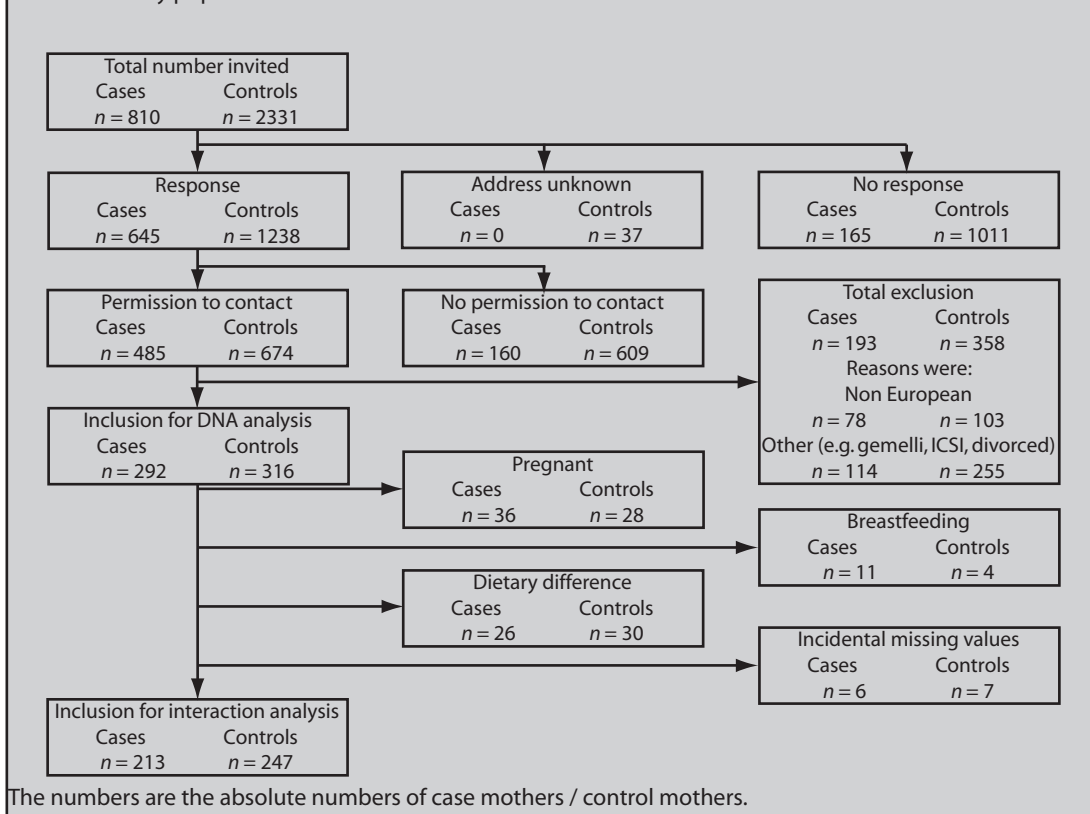 Total number invited
Cases Controls
n = 810 n = 2331
Response
Cases Controls
n = 645 n = 1238
Address unknown
Cases Controls
n = 0 n = 37
No response
Cases Controls
n = 165 n = 1011
Permission to contact
Cases Controls
n = 485 n = 674
No permission to contact
Cases Controls
n = 160 n = 609
Total exclusion
Cases Controls
n = 193 n = 358
Reasons were:
Non European
n = 78 n = 103
Other (e.g. gemelli, ICSI, divorced)
n = 114 n = 255
Inclusion for DNA analysis
Cases Controls
n = 292 n = 316
Pregnant
Cases Controls
n = 36 n = 28
Breastfeeding
Cases Controls
n = 11 n = 4
Dietary difference
Cases Controls
n = 26 n = 30
Incidental missing values
Cases Controls
n = 6 n = 7
Inclusion for interaction analysis
Cases Controls
n = 213 n = 247
The numbers are the absolute numbers of case mothers / control mothers.